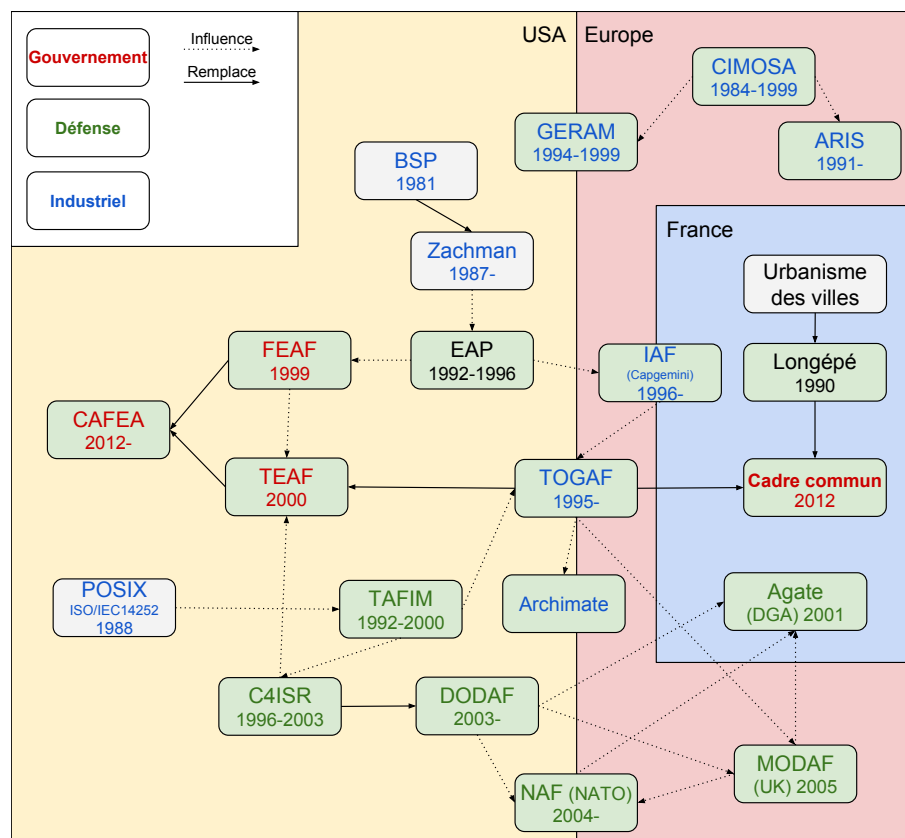 Gouvernement
Défense
Industriel
Influence
Remplace
USA
Europe
CIMOSA
1984-1999
GERAM
1994-1999
ARIS
1991-
BSP
1981
Zachman
1987-
France
Urbanisme
des villes
FEAF
1999
EAP
1992-1996
IAF
(Capgemini)
1996-
Longépé
1990
CAFEA
2012-
TEAF
2000
TOGAF
1995-
Cadre commun
2012
POSIX
ISO/IEC14252
1988
TAFIM
1992-2000
Archimate
Agate
(DGA) 2001
C4ISR
1996-2003
DODAF
2003-
NAF (NATO)
2004-
MODAF
(UK) 2005